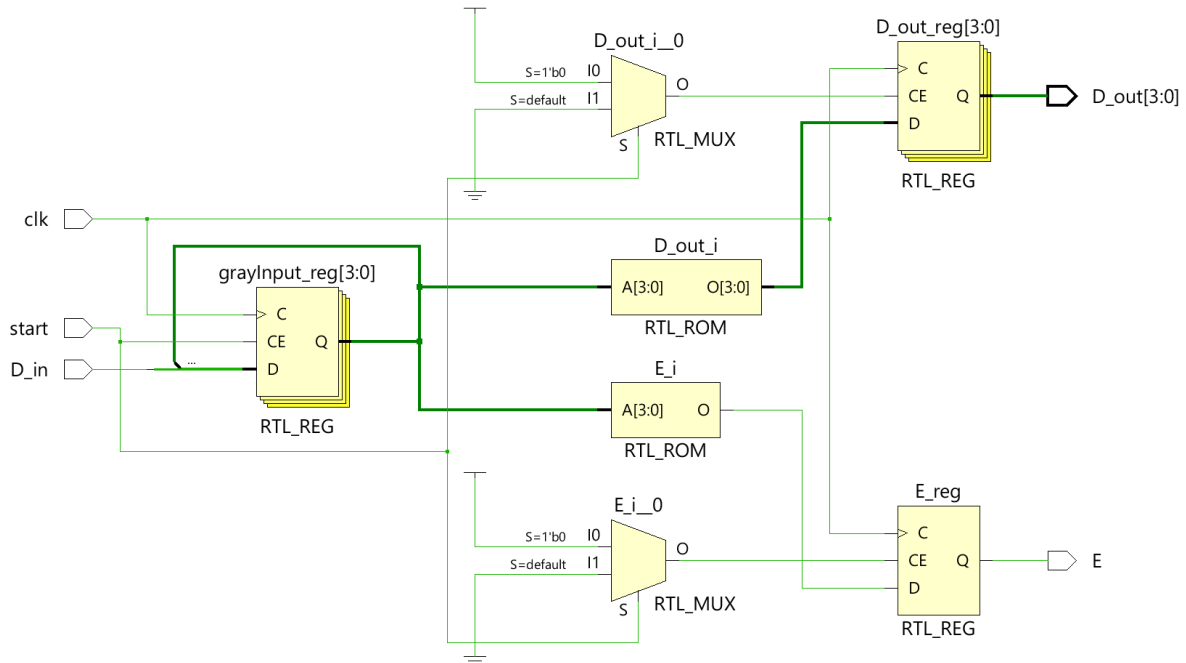 D_out_i__0
S=1'b0 I0
S=default I1
O
S
RTL_MUX
D_out_reg[3:0]
C
CE
Q
D
RTL_REG
D_out[3:0]
clk
start
D_in
grayInput_reg[3:0]
C
CE
Q
D
...
RTL_REG
D_out_i
A[3:0] O[3:0]
RTL_ROM
E_i
A[3:0] O
RTL_ROM
E_i__0
S=1'b0 I0
S=default I1
O
S
RTL_MUX
E_reg
C
CE
Q
D
RTL_REG
E